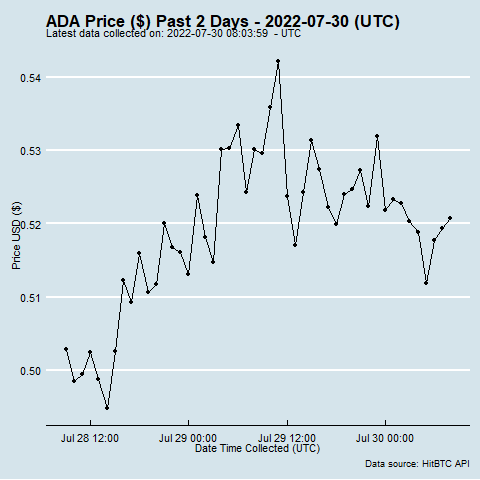 ADA Price ($) Past 2 Days - 2022-07-30 (UTC)
Latest data collected on: 2022-07-30 08:03:59  - UTC
Price USD ($)
0.54
0.53
0.52
0.51
0.50
Jul 28 12:00
Jul 29 00:00
Jul 29 12:00
Jul 30 00:00
Date Time Collected (UTC)
Data source: HitBTC API